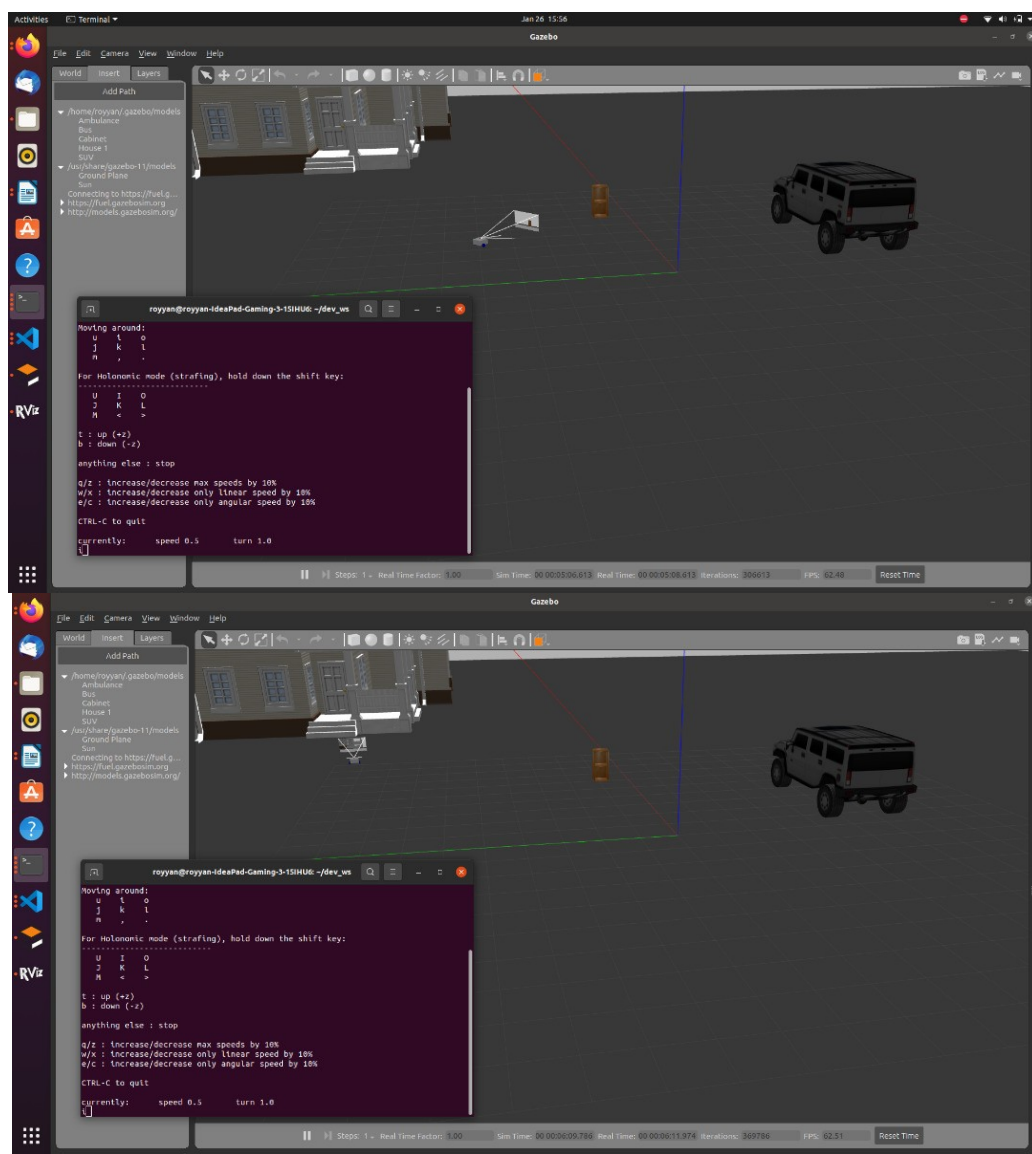 Activities Terminal Jan 26 15:56
Gazebo
File Edit Camera View Window Help
World Insert Layers
Add Path
/home/royyan/.gazebo/models
Ambulance
Bus
Cabinet
House 1
SUV
/usr/share/gazebo-11/models
Ground Plane
Sun
Connecting to https://fuel.g...
https://fuel.gazebosim.org
http://models.gazebosim.org/
RViz
royyan@royyan-IdeaPad-Gaming-3-15IHU6: ~/dev_ws
Moving around:
u i o
j k l
m , .
For Holonomic mode (strafing), hold down the shift key:
---------------------------
U I O
J K L
M < >
t : up (+z)
b : down (-z)
anything else : stop
q/z : increase/decrease max speeds by 10%
w/x : increase/decrease only linear speed by 10%
e/c : increase/decrease only angular speed by 10%
CTRL-C to quit
currently: speed 0.5 turn 1.0
i
Steps: 1 Real Time Factor: 1.00 Sim Time: 00 00:05:06.613 Real Time: 00 00:05:08.613 Iterations: 306613 FPS: 62.48 Reset Time
Gazebo
File Edit Camera View Window Help
World Insert Layers
Add Path
/home/royyan/.gazebo/models
Ambulance
Bus
Cabinet
House 1
SUV
/usr/share/gazebo-11/models
Ground Plane
Sun
Connecting to https://fuel.g...
https://fuel.gazebosim.org
http://models.gazebosim.org/
RViz
royyan@royyan-IdeaPad-Gaming-3-15IHU6: ~/dev_ws
Moving around:
u i o
j k l
m , .
For Holonomic mode (strafing), hold down the shift key:
---------------------------
U I O
J K L
M < >
t : up (+z)
b : down (-z)
anything else : stop
q/z : increase/decrease max speeds by 10%
w/x : increase/decrease only linear speed by 10%
e/c : increase/decrease only angular speed by 10%
CTRL-C to quit
currently: speed 0.5 turn 1.0
i
Steps: 1 Real Time Factor: 1.00 Sim Time: 00 00:06:09.786 Real Time: 00 00:06:11.974 Iterations: 369786 FPS: 62.51 Reset Time